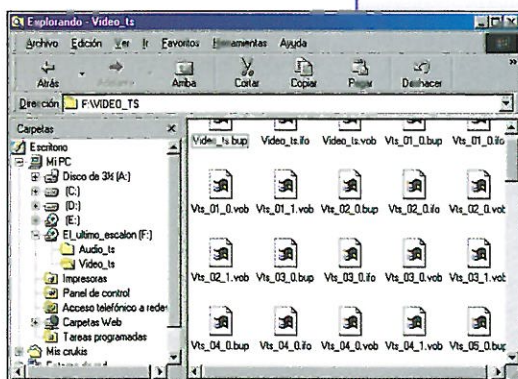 Explorando - Video_ts
Archivo Edición Ver Ir Favoritos Herramientas Ayuda
Atrás Adelante Arriba Cortar Copiar Pegar Deshacer
Dirección F:\VIDEO_TS
Carpetas
Escritorio
Mi PC
Disco de 3½ (A:)
(C:)
(D:)
(E:)
El_ultimo_escalon (F:)
Audio_ts
Video_ts
Impresoras
Panel de control
Acceso telefónico a redes
Carpetas Web
Tareas programadas
Mis crukis
Video_ts.bup Video_ts.ifo Video_ts.vob Vts_01_0.bup Vts_01_0.ifo
Vts_01_0.vob Vts_01_1.vob Vts_02_0.bup Vts_02_0.ifo Vts_02_0.vob
Vts_02_1.vob Vts_03_0.bup Vts_03_0.ifo Vts_03_0.vob Vts_03_1.vob
Vts_04_0.bup Vts_04_0.ifo Vts_04_0.vob Vts_04_1.vob Vts_05_0.bup